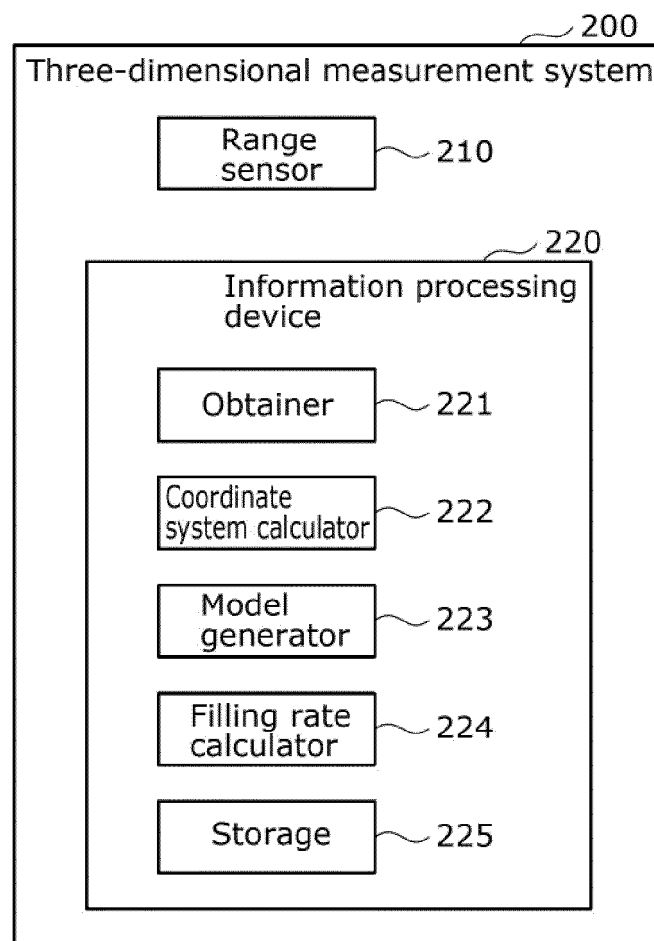 200
Three-dimensional measurement system
Range
sensor
210
220
Information processing
device
Obtainer
221
Coordinate
system calculator
222
Model
generator
223
Filling rate
calculator
224
Storage
225